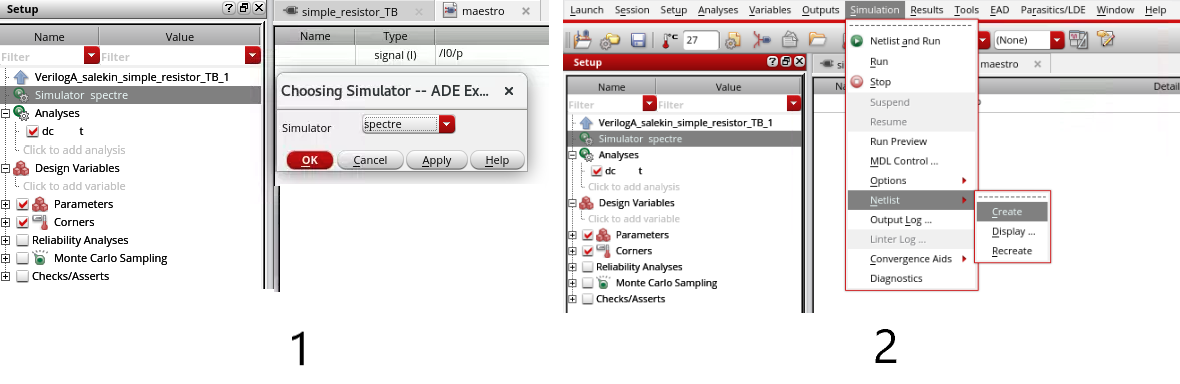 Setup
Name Value
Filter Filter
VerilogA_salekin_simple_resistor_TB_1
Simulator spectre
Analyses
dc t
Click to add analysis
Design Variables
Click to add variable
Parameters
Corners
Reliability Analyses
Monte Carlo Sampling
Checks/Asserts
simple_resistor_TB maestro
Name Type
signal (I) /I0/p
Choosing Simulator -- ADE Ex...
Simulator spectre
OK Cancel Apply Help
1
Launch Session Setup Analyses Variables Outputs Simulation Results Tools EAD Parasitics/LDE Window Help
°C 27 (None)
Setup
Name Value
Filter Filter
VerilogA_salekin_simple_resistor_TB_1
Simulator spectre
Analyses
dc t
Click to add analysis
Design Variables
Click to add variable
Parameters
Corners
Reliability Analyses
Monte Carlo Sampling
Checks/Asserts
maestro
Detai
Netlist and Run
Run
Stop
Suspend
Resume
Run Preview
MDL Control ...
Options
Netlist
Output Log ...
Linter Log ...
Convergence Aids
Diagnostics
Create
Display ...
Recreate
2